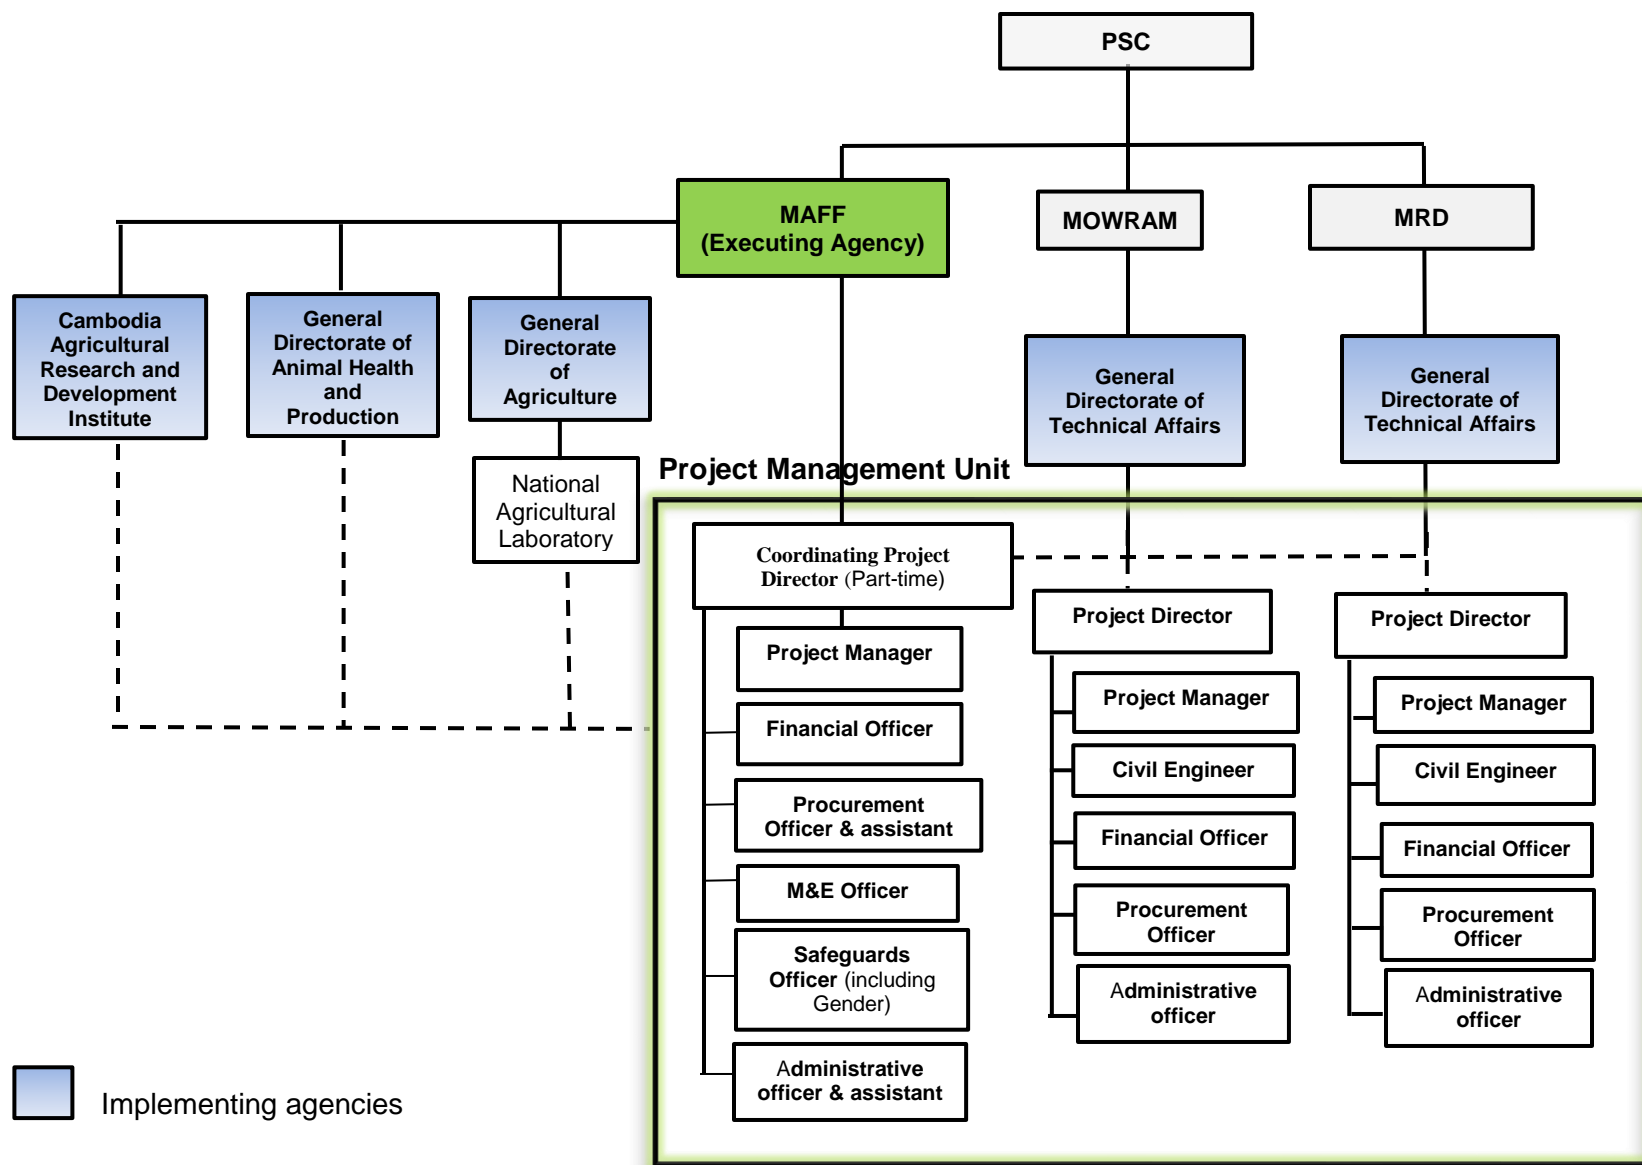 PSC
MAFF
(Executing Agency)
MOWRAM
MRD
Cambodia
Agricultural
Research and
Development
Institute
General
Directorate of
Animal Health
and
Production
General
Directorate
of
Agriculture
General
Directorate of
Technical Affairs
General
Directorate of
Technical Affairs
National
Agricultural
Laboratory
Project Management Unit
Coordinating Project
Director (Part-time)
Project Manager
Financial Officer
Procurement
Officer & assistant
M&E Officer
Safeguards
Officer (including
Gender)
Administrative
officer & assistant
Project Director
Project Manager
Civil Engineer
Financial Officer
Procurement
Officer
Administrative
officer
Project Director
Project Manager
Civil Engineer
Financial Officer
Procurement
Officer
Administrative
officer
Implementing agencies